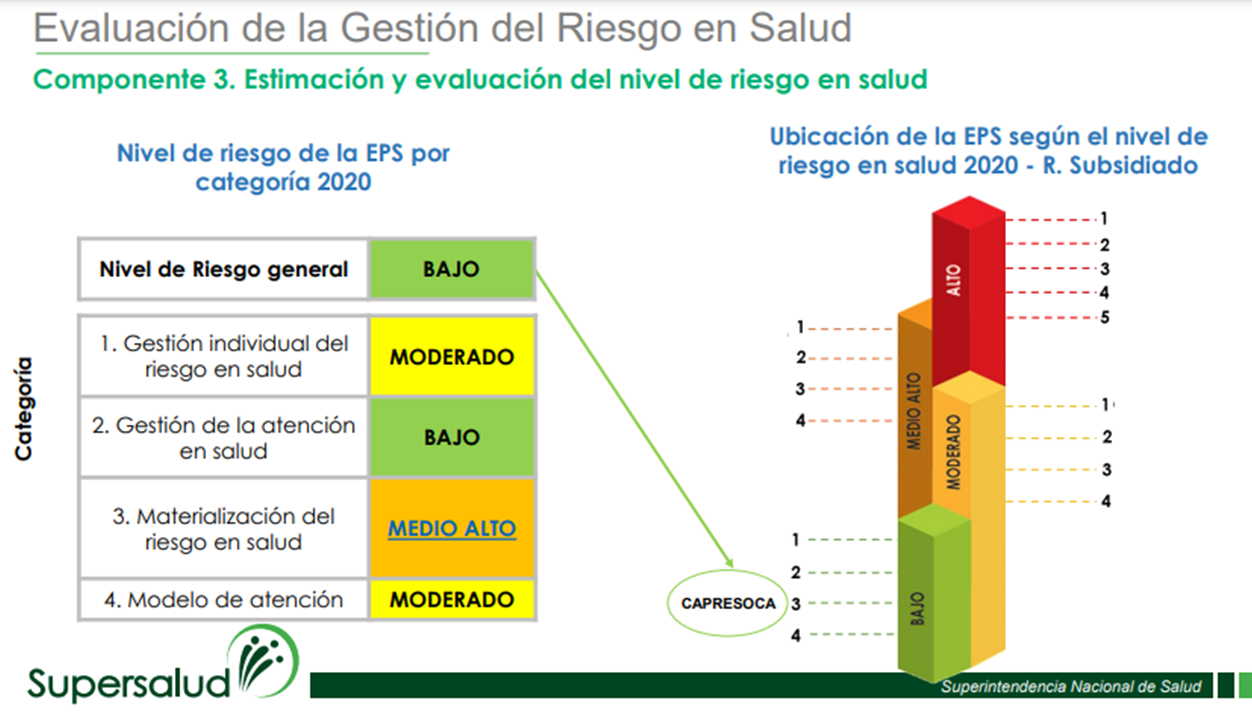 Evaluación de la Gestión del Riesgo en Salud
Componente 3. Estimación y evaluación del nivel de riesgo en salud
Nivel de riesgo de la EPS por
categoría 2020
Nivel de Riesgo general
BAJO
Categoría
1. Gestión individual del
riesgo en salud
MODERADO
2. Gestión de la atención
en salud
BAJO
3. Materialización del
riesgo en salud
MEDIO ALTO
4. Modelo de atención
MODERADO
Ubicación de la EPS según el nivel de
riesgo en salud 2020 - R. Subsidiado
ALTO
1
2
3
4
5
MEDIO ALTO
1
2
3
4
MODERADO
1
2
3
4
BAJO
1
2
CAPRESOCA 3
4
Supersalud
Superintendencia Nacional de Salud